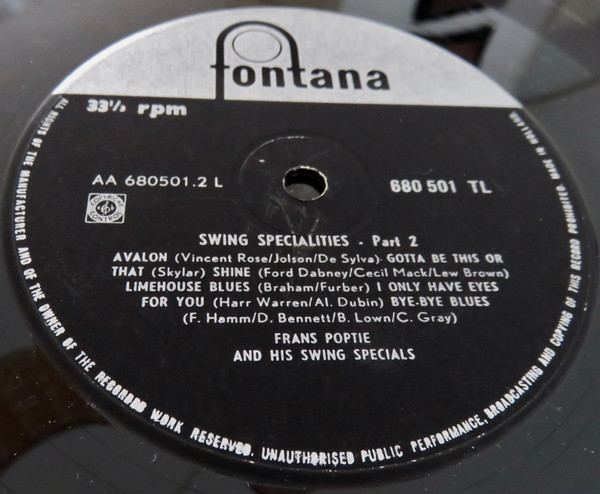 fontana
33⅓ rpm
AA 680501.2 L
680 501 TL
COPYRIGHT
CONTROL
SWING SPECIALITIES - Part 2
AVALON (Vincent Rose/Jolson/De Sylva) GOTTA BE THIS OR
THAT (Skylar) SHINE (Ford Dabney/Cecil Mack/Lew Brown)
LIMEHOUSE BLUES (Braham/Furber) I ONLY HAVE EYES
FOR YOU (Harr Warren/Al. Dubin) BYE-BYE BLUES
(F. Hamm/D. Bennett/B. Lown/C. Gray)
FRANS POPTIE
AND HIS SWING SPECIALS
ALL RIGHTS OF THE MANUFACTURER AND OF THE OWNER OF THE RECORDED WORK RESERVED. UNAUTHORISED PUBLIC PERFORMANCE, BROADCASTING AND COPYING OF THIS RECORD PROHIBITED. MADE IN HOLLAND